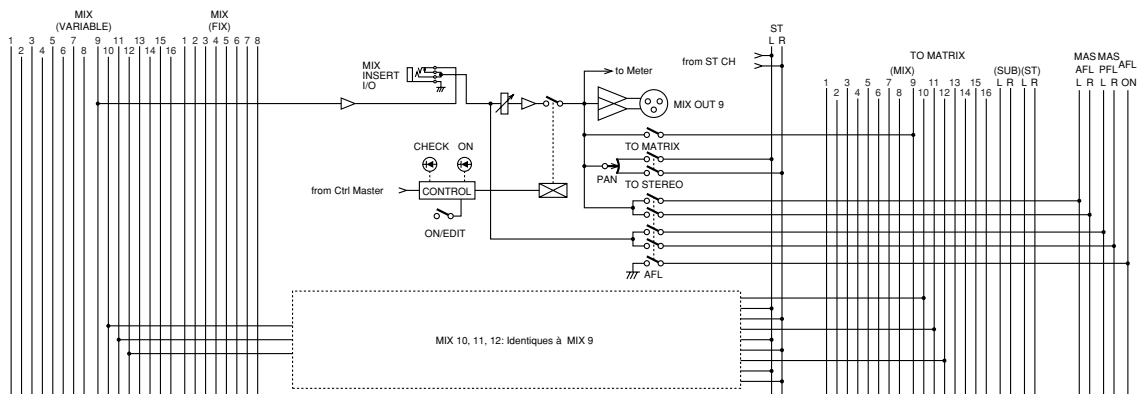 MIX
(VARIABLE)
MIX
(FIX)
1 2 3 4 5 6 7 8 9 10 11 12 13 14 15 16 1 2 3 4 5 6 7 8
MIX
INSERT
I/O
ST
L R
from ST CH
to Meter
MIX OUT 9
TO MATRIX
(MIX)
1 2 3 4 5 6 7 8 9 10 11 12 13 14 15 16
(SUB) (ST)
L R L R
MAS MAS
AFL PFL AFL
L R L R ON
CHECK ON
from Ctrl Master
CONTROL
ON/EDIT
TO MATRIX
PAN
TO STEREO
AFL
MIX 10, 11, 12: Identiques à MIX 9